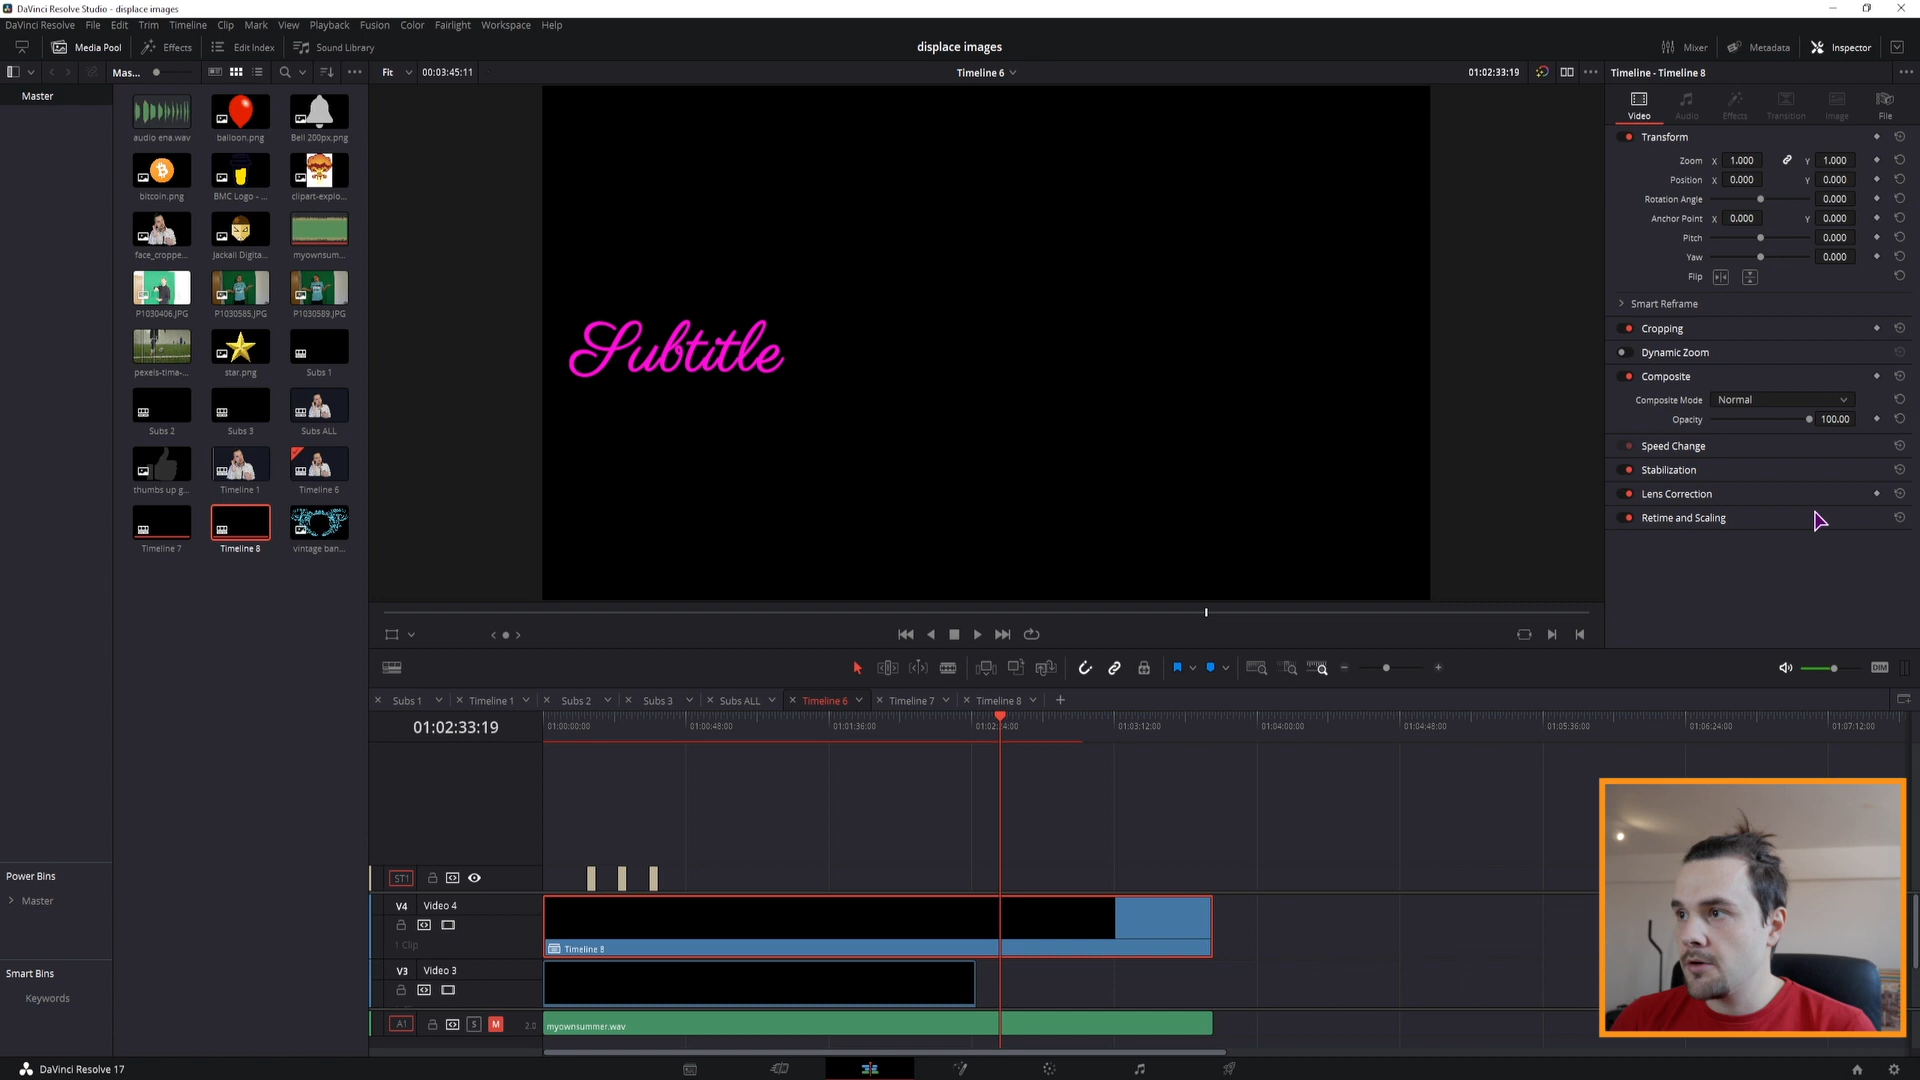 DaVinci Resolve Studio - displace images
DaVinci Resolve File Edit Trim Timeline Clip Mark View Playback Fusion Color Fairlight Workspace Help
Media Pool Effects Edit Index Sound Library displace images Mixer Metadata Inspector
Mas... Fit 00:03:45:11 Timeline 6 01:02:33:19 Timeline - Timeline 8
Master
audio ena.wav balloon.png Bell 200px.png
bitcoin.png BMC Logo - ... clipart-explo...
face_croppe... Jackall Digita... myownsum...
P1030406.JPG P1030585.JPG P1030589.JPG
pexels-tima-... star.png Subs 1
Subs 2 Subs 3 Subs ALL
thumbs up g... Timeline 1 Timeline 6
Timeline 7 Timeline 8 vintage ban...
Power Bins
Master
Smart Bins
Keywords
Subtitle
Video Audio Effects Transition Image File
Transform
Zoom X 1.000 Y 1.000
Position X 0.000 Y 0.000
Rotation Angle 0.000
Anchor Point X 0.000 Y 0.000
Pitch 0.000
Yaw 0.000
Flip
Smart Reframe
Cropping
Dynamic Zoom
Composite
Composite Mode Normal
Opacity 100.00
Speed Change
Stabilization
Lens Correction
Retime and Scaling
DIM
Subs 1 Timeline 1 Subs 2 Subs 3 Subs ALL Timeline 6 Timeline 7 Timeline 8
01:02:33:19 01:00:00:00 01:00:48:00 01:01:36:00 01:02:24:00 01:03:12:00 01:04:00:00 01:04:48:00 01:05:36:00 01:06:24:00 01:07:12:00
ST1
V4 Video 4
1 Clip
Timeline 8
V3 Video 3
A1 S M 2.0 myownsummer.wav
DaVinci Resolve 17